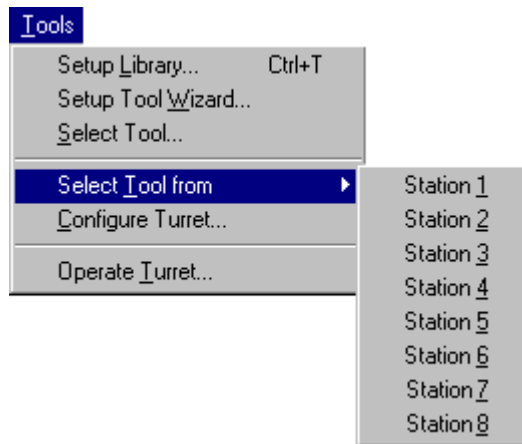 Tools
Setup Library... Ctrl+T
Setup Tool Wizard...
Select Tool...
Select Tool from
Configure Turret...
Operate Turret...
Station 1
Station 2
Station 3
Station 4
Station 5
Station 6
Station 7
Station 8